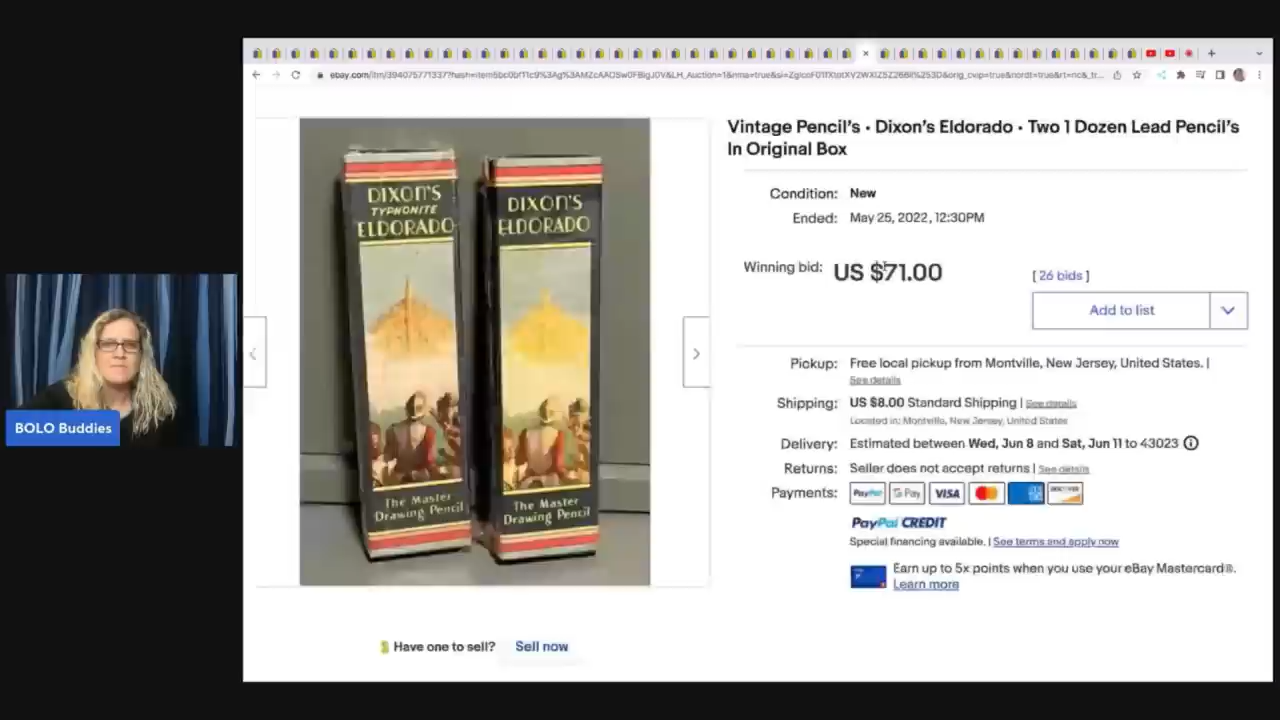 Vintage Pencil's • Dixon's Eldorado • Two 1 Dozen Lead Pencil's
In Original Box
Condition: New
Ended: May 25, 2022, 12:30PM
Winning bid: US $71.00
[ 26 bids ]
Add to list
Pickup: Free local pickup from Montville, New Jersey, United States. |
See details
Shipping: US $8.00 Standard Shipping | See details
Located in: Montville, New Jersey, United States
Delivery: Estimated between Wed, Jun 8 and Sat, Jun 11 to 43023
Returns: Seller does not accept returns | See details
Payments: PayPal G Pay VISA
DISCOVER
PayPal CREDIT
Special financing available. | See terms and apply now
Earn up to 5x points when you use your eBay Mastercard®.
Learn more
DIXON'S
TYPHONITE
ELDORADO
The Master
Drawing Pencil
DIXON'S
ELDORADO
The Master
Drawing Pencil
Have one to sell? Sell now
BOLO Buddies